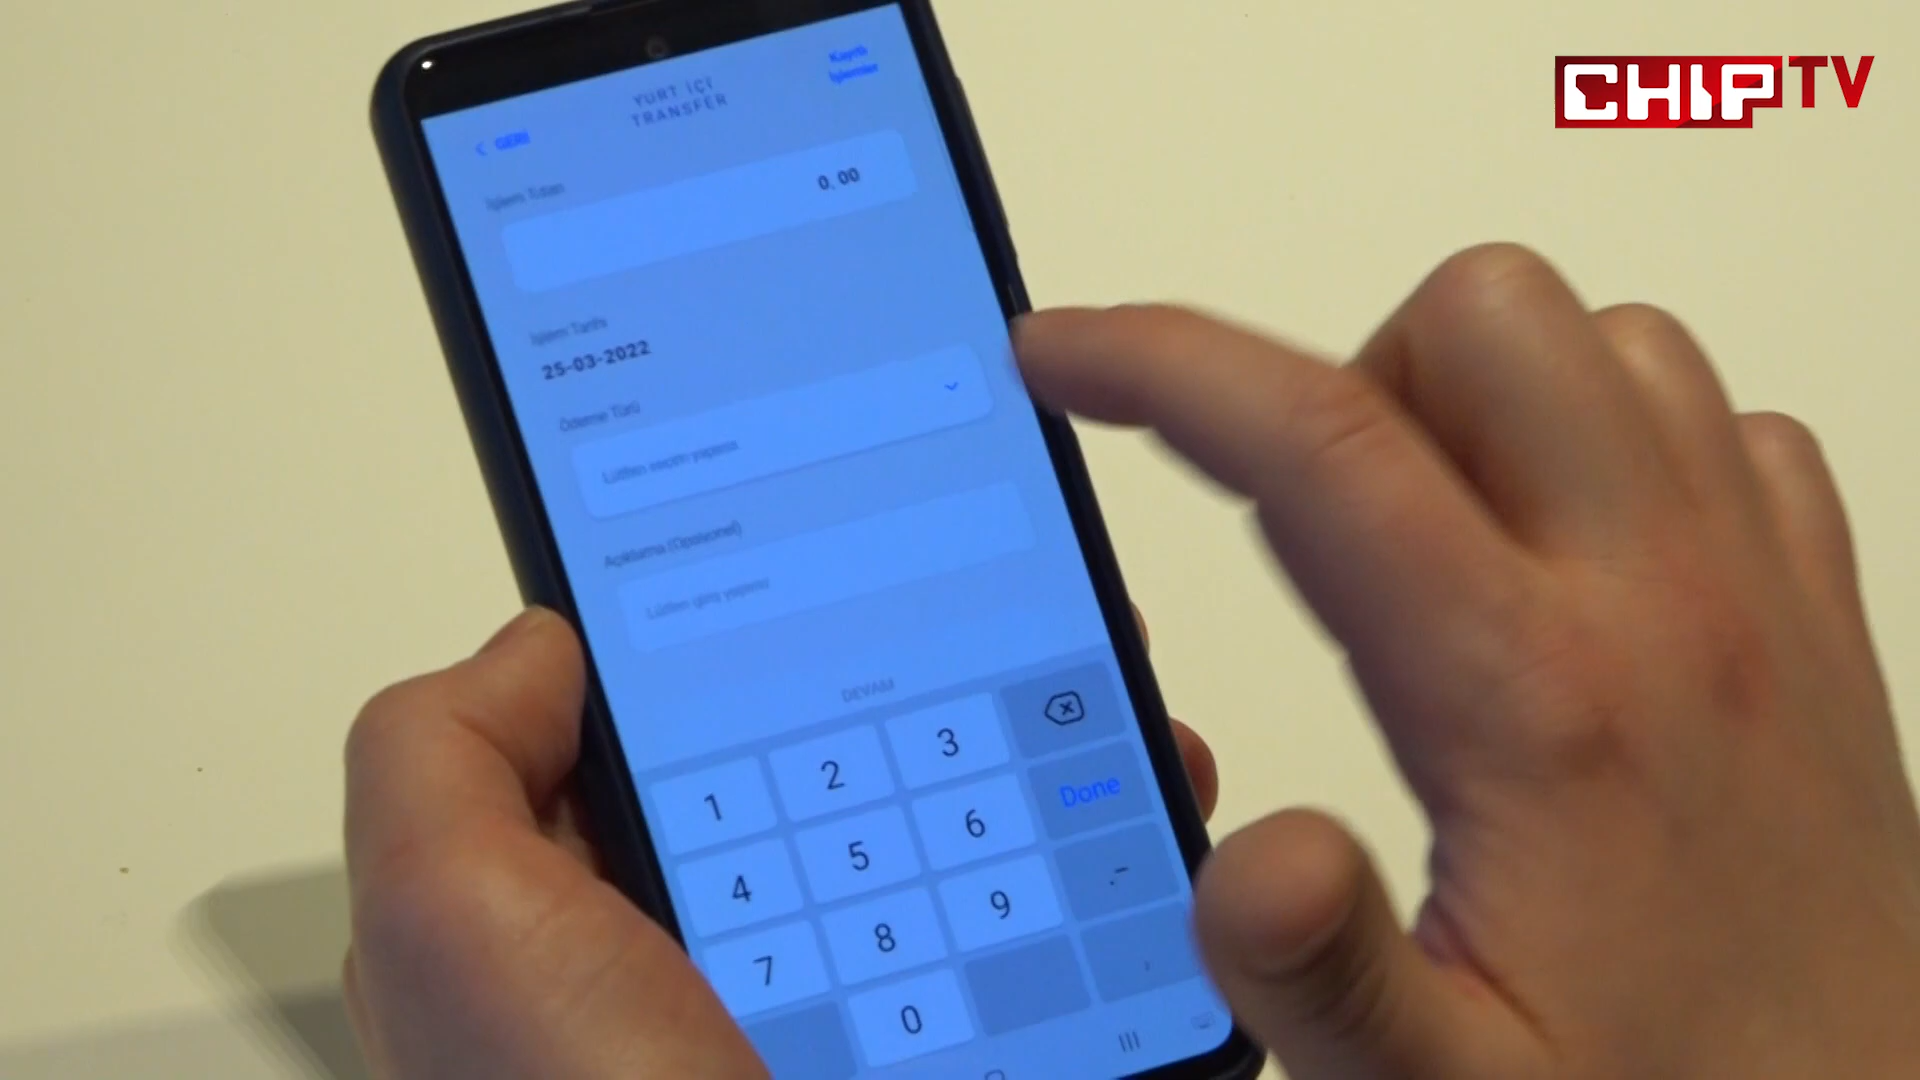 CHIP TV
Kayıtlı
İşlemler
YURT İÇİ
TRANSFER
< GERİ
İşlem Tutarı
0,00
İşlem Tarihi
25-03-2022
Ödeme Türü
Lütfen seçim yapınız
Açıklama (Opsiyonel)
Lütfen giriş yapınız
DEVAM
1 2 3
4 5 6 Done
7 8 9 .-
0 ,